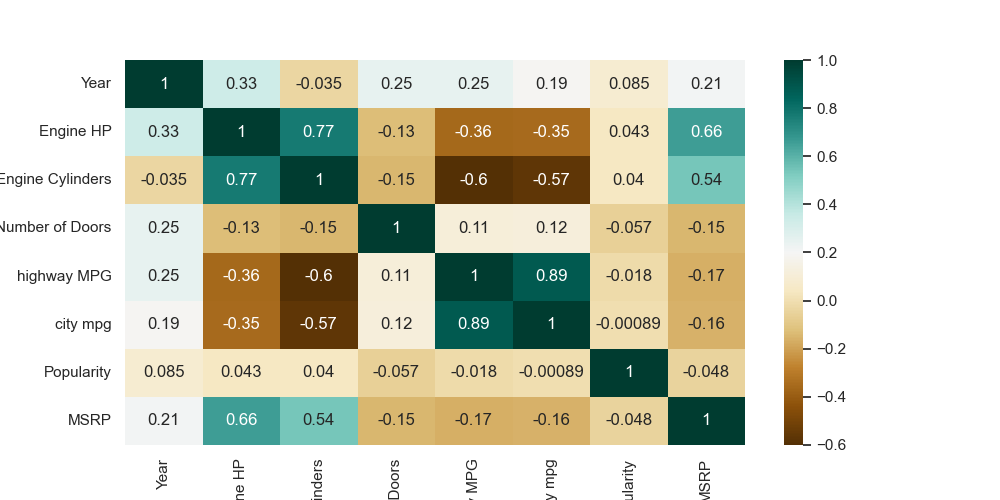 Year 1 0.33 -0.035 0.25 0.25 0.19 0.085 0.21
Engine HP 0.33 1 0.77 -0.13 -0.36 -0.35 0.043 0.66
Engine Cylinders -0.035 0.77 1 -0.15 -0.6 -0.57 0.04 0.54
Number of Doors 0.25 -0.13 -0.15 1 0.11 0.12 -0.057 -0.15
highway MPG 0.25 -0.36 -0.6 0.11 1 0.89 -0.018 -0.17
city mpg 0.19 -0.35 -0.57 0.12 0.89 1 -0.00089 -0.16
Popularity 0.085 0.043 0.04 -0.057 -0.018 -0.00089 1 -0.048
MSRP 0.21 0.66 0.54 -0.15 -0.17 -0.16 -0.048 1
Year
ne HP
inders
Doors
MPG
y mpg
ularity
MSRP
1.0
0.8
0.6
0.4
0.2
0.0
−0.2
−0.4
−0.6